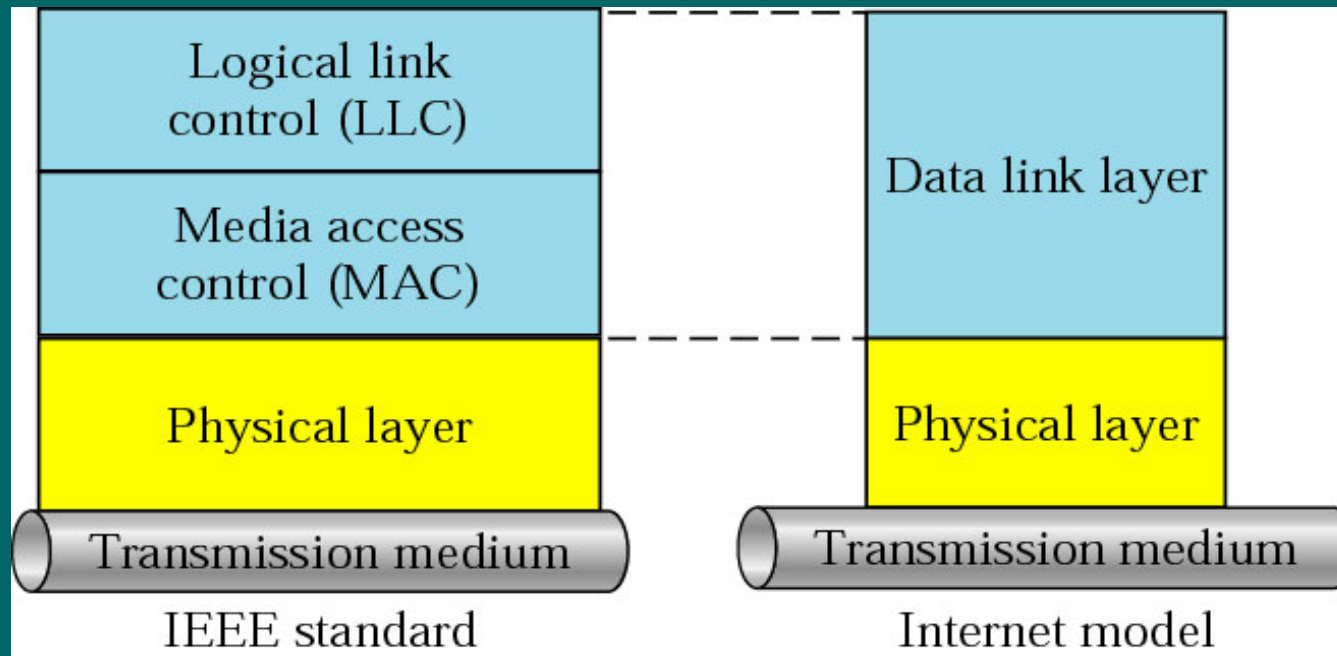 Logical link
control (LLC)
Media access
control (MAC)
Physical layer
Transmission medium
IEEE standard
Data link layer
Physical layer
Transmission medium
Internet model